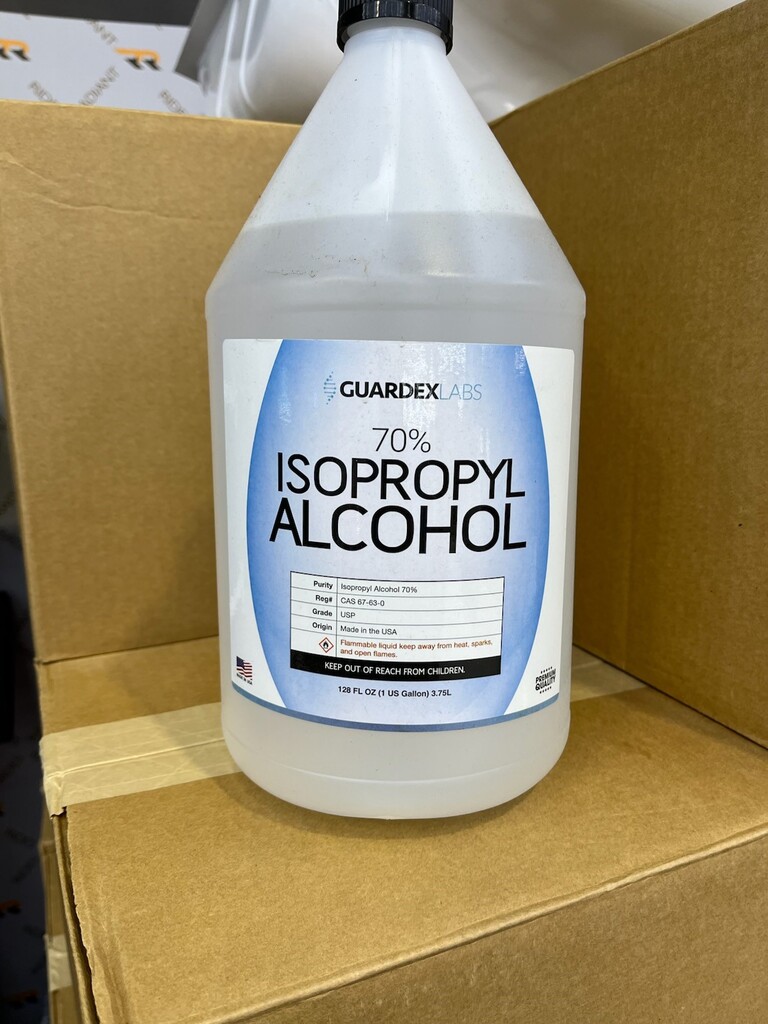 GUARDEXLABS
70%
ISOPROPYL
ALCOHOL
Purity Isopropyl Alcohol 70%
Reg# CAS 67-63-0
Grade USP
Origin Made in the USA
Flammable liquid keep away from heat, sparks,
and open flames.
KEEP OUT OF REACH FROM CHILDREN.
128 FL OZ (1 US Gallon) 3.75L
PREMIUM
QUALITY